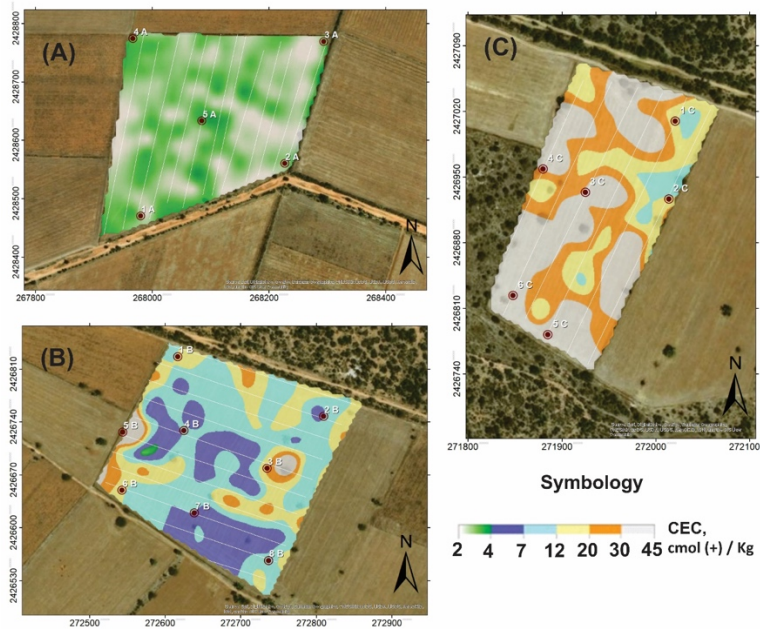 (A)
2428800
2428700
2428600
2428500
2428400
4 A
3 A
5 A
2 A
1 A
N
267800
268000
268200
268400
(B)
2426810
2426740
2426670
2426600
2426530
1 B
2 B
4 B
5 B
3 B
6 B
7 B
8 B
N
272500
272600
272700
272800
272900
(C)
2427090
2427020
2426950
2426880
2426810
2426740
1 C
4 C
3 C
2 C
6 C
5 C
N
271800
271900
272000
272100
Symbology
2 4 7 12 20 30 45
CEC,
cmol (+) / Kg